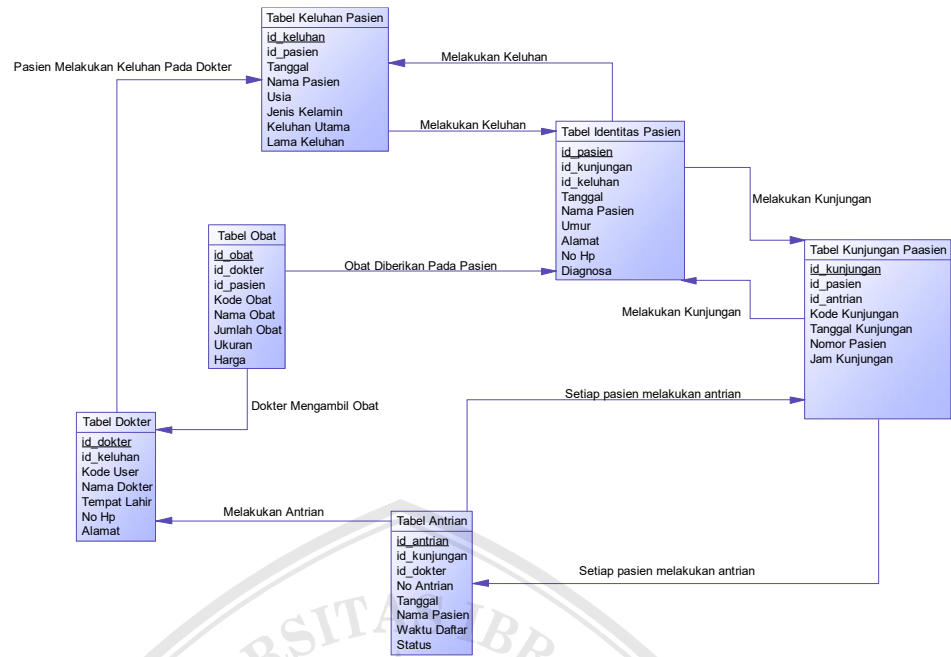 Tabel Keluhan Pasien
id_keluhan
id_pasien
Tanggal
Nama Pasien
Usia
Jenis Kelamin
Keluhan Utama
Lama Keluhan
Pasien Melakukan Keluhan Pada Dokter
Melakukan Keluhan
Melakukan Keluhan
Tabel Identitas Pasien
id_pasien
id_kunjungan
id_keluhan
Tanggal
Nama Pasien
Umur
Alamat
No Hp
Diagnosa
Melakukan Kunjungan
Tabel Obat
id_obat
id_dokter
id_pasien
Kode Obat
Nama Obat
Jumlah Obat
Ukuran
Harga
Obat Diberikan Pada Pasien
Tabel Kunjungan Paasien
id_kunjungan
id_pasien
id_antrian
Kode Kunjungan
Tanggal Kunjungan
Nomor Pasien
Jam Kunjungan
Melakukan Kunjungan
Dokter Mengambil Obat
Setiap pasien melakukan antrian
Tabel Dokter
id_dokter
id_keluhan
Kode User
Nama Dokter
Tempat Lahir
No Hp
Alamat
Melakukan Antrian
Tabel Antrian
id_antrian
id_kunjungan
id_dokter
No Antrian
Tanggal
Nama Pasien
Waktu Daftar
Status
Setiap pasien melakukan antrian